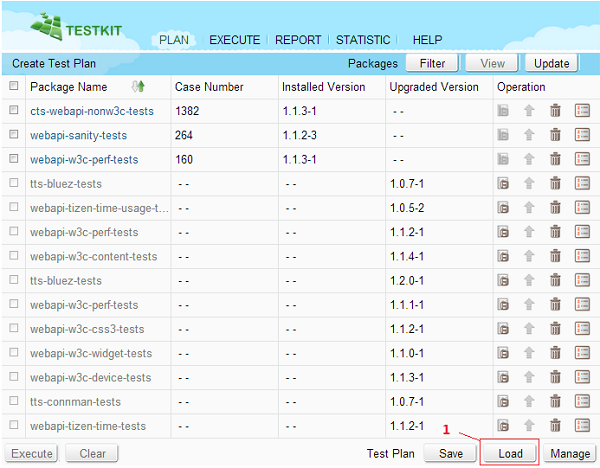 TESTKIT
PLAN EXECUTE REPORT STATISTIC HELP
Create Test Plan Packages Filter View Update
Package Name Case Number Installed Version Upgraded Version Operation
cts-webapi-nonw3c-tests 1382 1.1.3-1 --
webapi-sanity-tests 264 1.1.2-3 --
webapi-w3c-perf-tests 160 1.1.3-1 --
tts-bluez-tests -- -- 1.0.7-1
webapi-tizen-time-usage-t... -- -- 1.0.5-2
webapi-w3c-perf-tests -- -- 1.1.2-1
webapi-w3c-content-tests -- -- 1.1.4-1
tts-bluez-tests -- -- 1.2.0-1
webapi-w3c-perf-tests -- -- 1.1.1-1
webapi-w3c-css3-tests -- -- 1.1.2-1
webapi-w3c-widget-tests -- -- 1.1.0-1
webapi-w3c-device-tests -- -- 1.1.3-1
tts-connman-tests -- -- 1.0.7-1
webapi-tizen-time-tests -- -- 1.1.2-1
1
Execute Clear Test Plan Save Load Manage